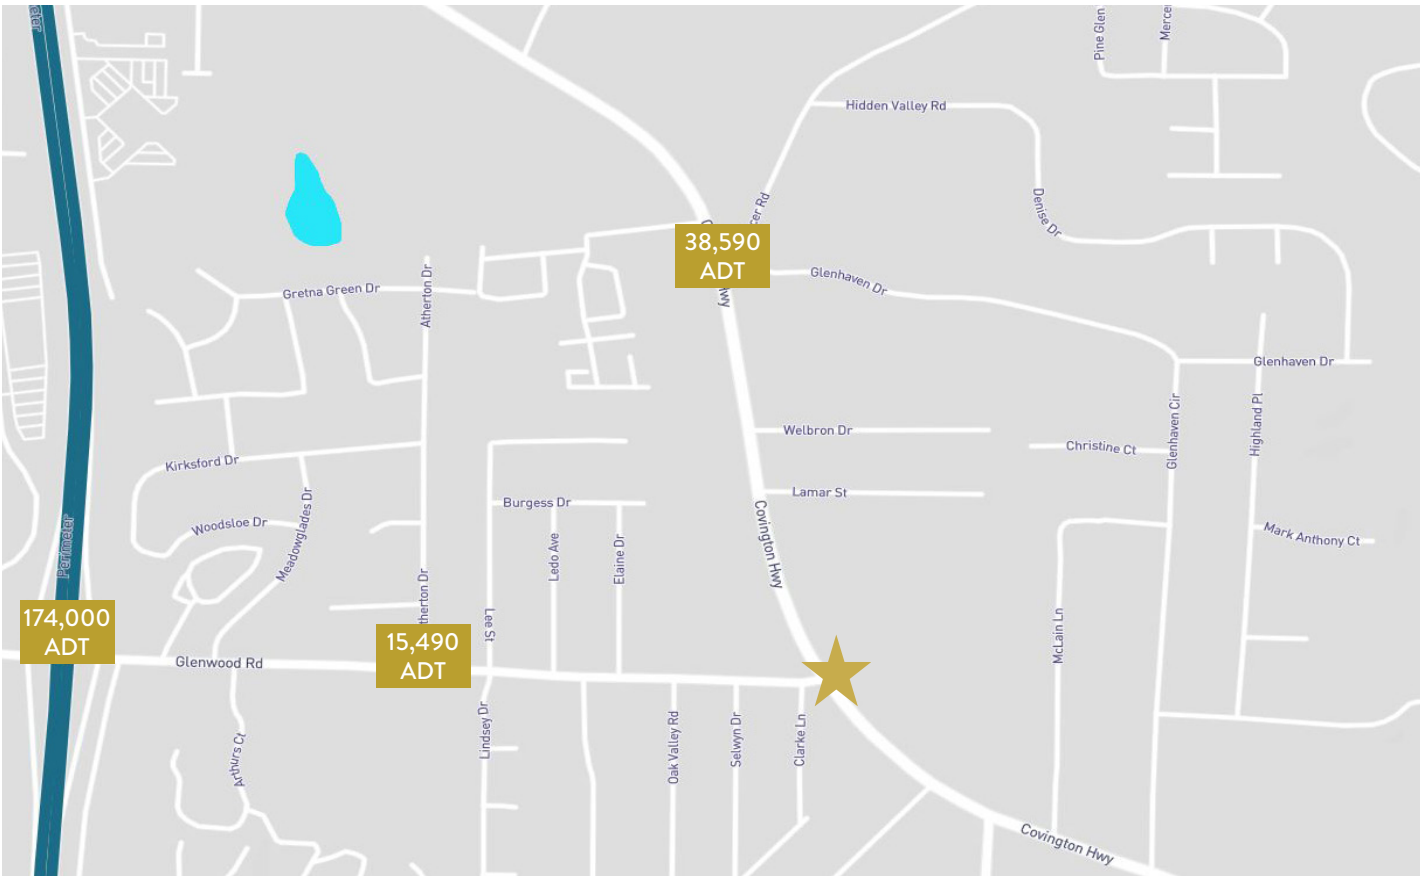 Pine Glen
Hidden Valley Rd
Denise Dr
38,590
ADT
Glenhaven Dr
Gretna Green Dr
Atherton Dr
Glenhaven Dr
Welbron Dr
Glenhaven Cir
Highland Pl
Christine Ct
Kirksford Dr
Lamar St
Burgess Dr
Woodsloe Dr
Meadowglades Dr
Perimeter
Ledo Ave
Elaine Dr
Covington Hwy
Mark Anthony Ct
174,000
ADT
Lee St
15,490
ADT
McLain Ln
Glenwood Rd
Lindsey Dr
Oak Valley Rd
Selwyn Dr
Clarke Ln
Arthurs Ct
Covington Hwy